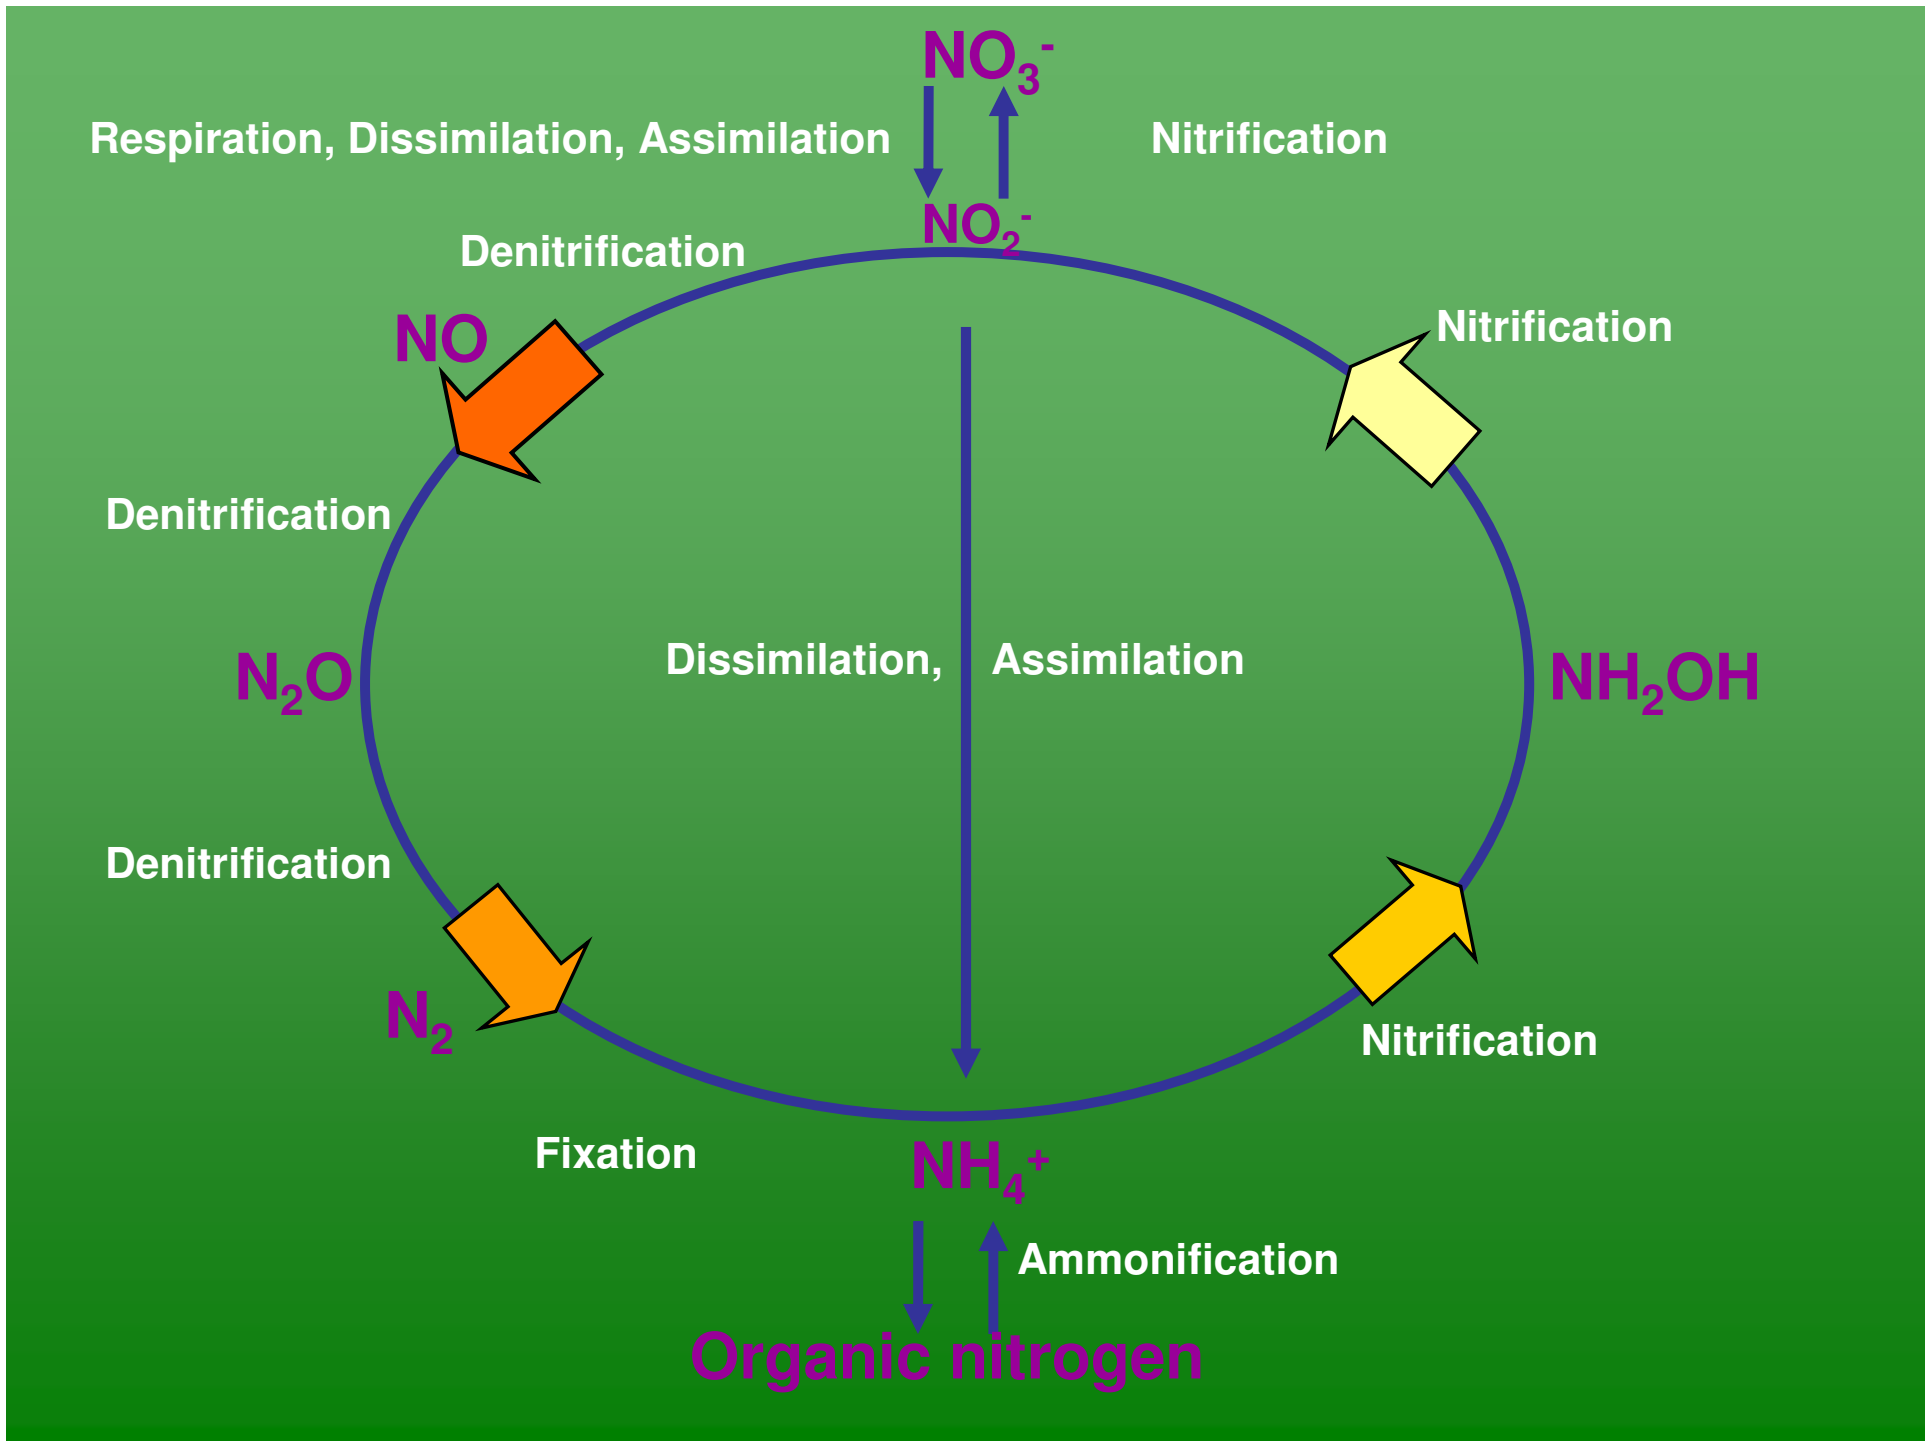 NO₃⁻
Respiration, Dissimilation, Assimilation
Nitrification
NO₂⁻
Denitrification
NO
Nitrification
Denitrification
Dissimilation, Assimilation
N₂O
NH₂OH
Denitrification
N₂
Nitrification
Fixation
NH₄⁺
Ammonification
Organic nitrogen